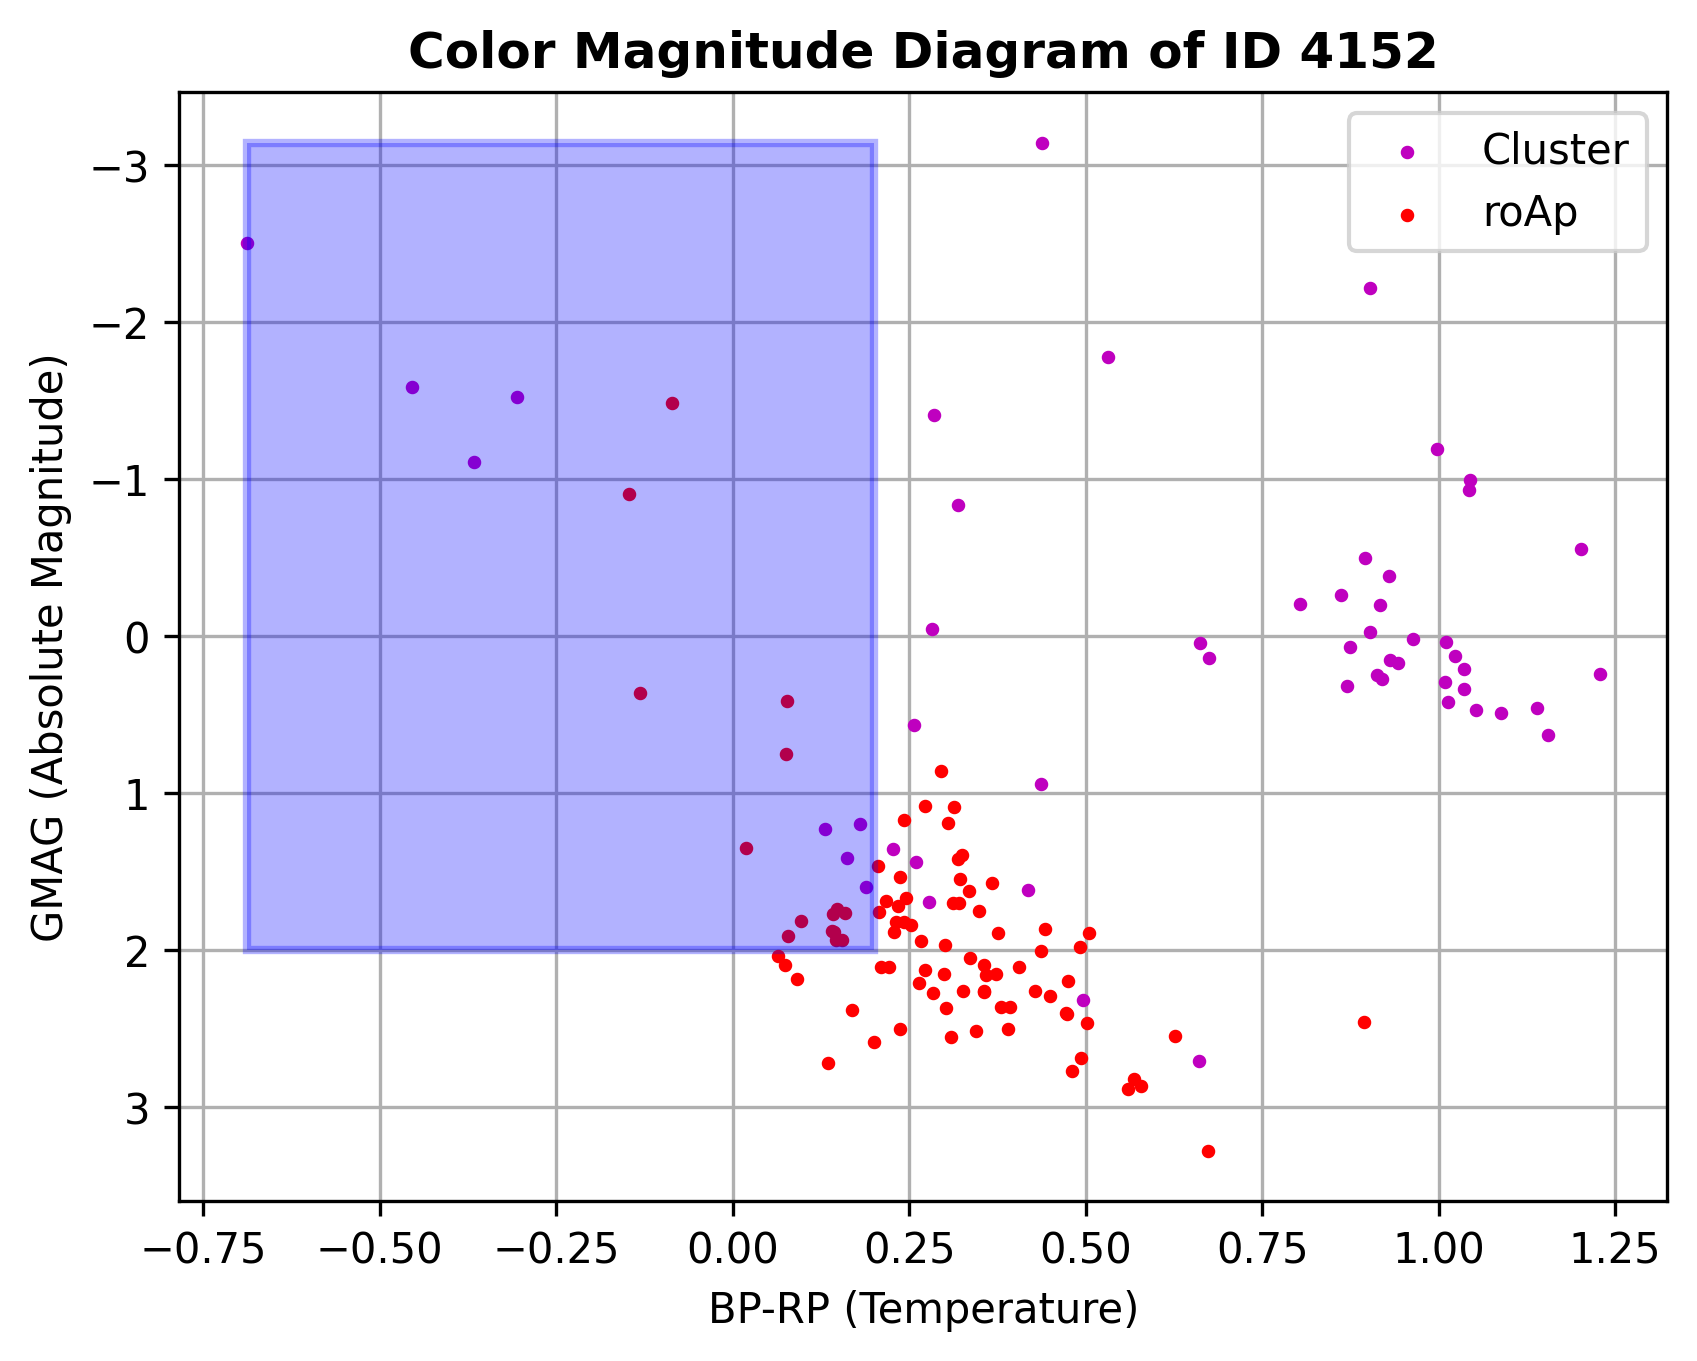 Color Magnitude Diagram of ID 4152
Cluster
roAp
−3
−2
−1
0
1
2
3
GMAG (Absolute Magnitude)
−0.75 −0.50 −0.25 0.00 0.25 0.50 0.75 1.00 1.25
BP-RP (Temperature)